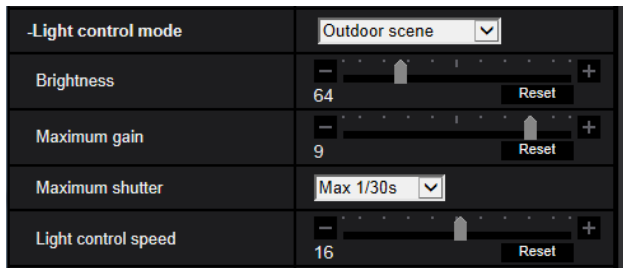 -Light control mode
Outdoor scene
Brightness
64
Reset
Maximum gain
9
Reset
Maximum shutter
Max 1/30s
Light control speed
16
Reset